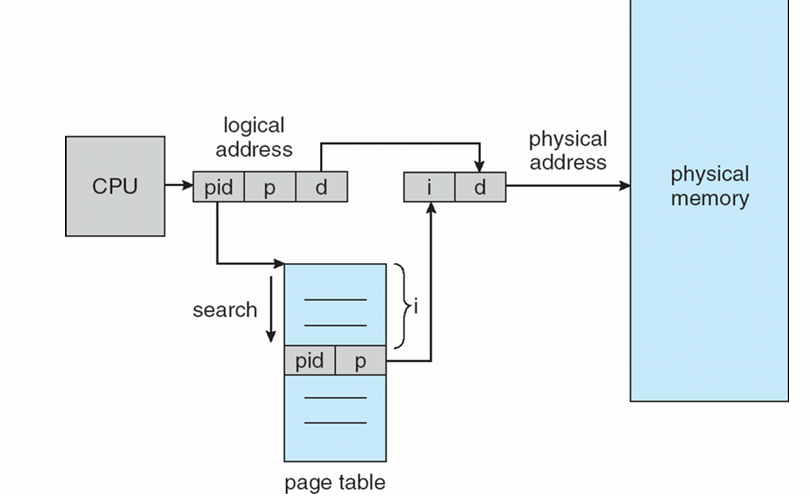 logical
address
physical
address
CPU
pid p d
i d
physical
memory
search
i
pid p
page table